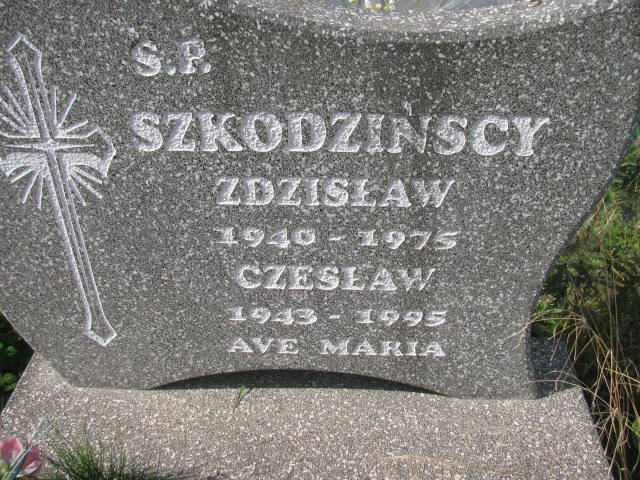 S.P.
SZKODZIŃSCY
ZDZISŁAW
1940 - 1975
CZESŁAW
1943 - 1995
AVE MARIA